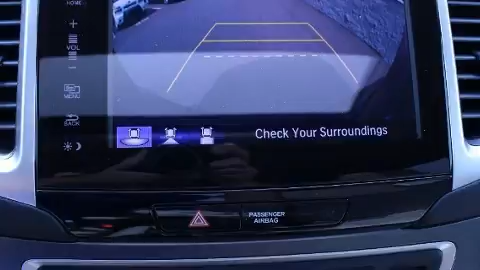 HOME
+
VOL
-
MENU
BACK
Check Your Surroundings
PASSENGER
AIRBAG